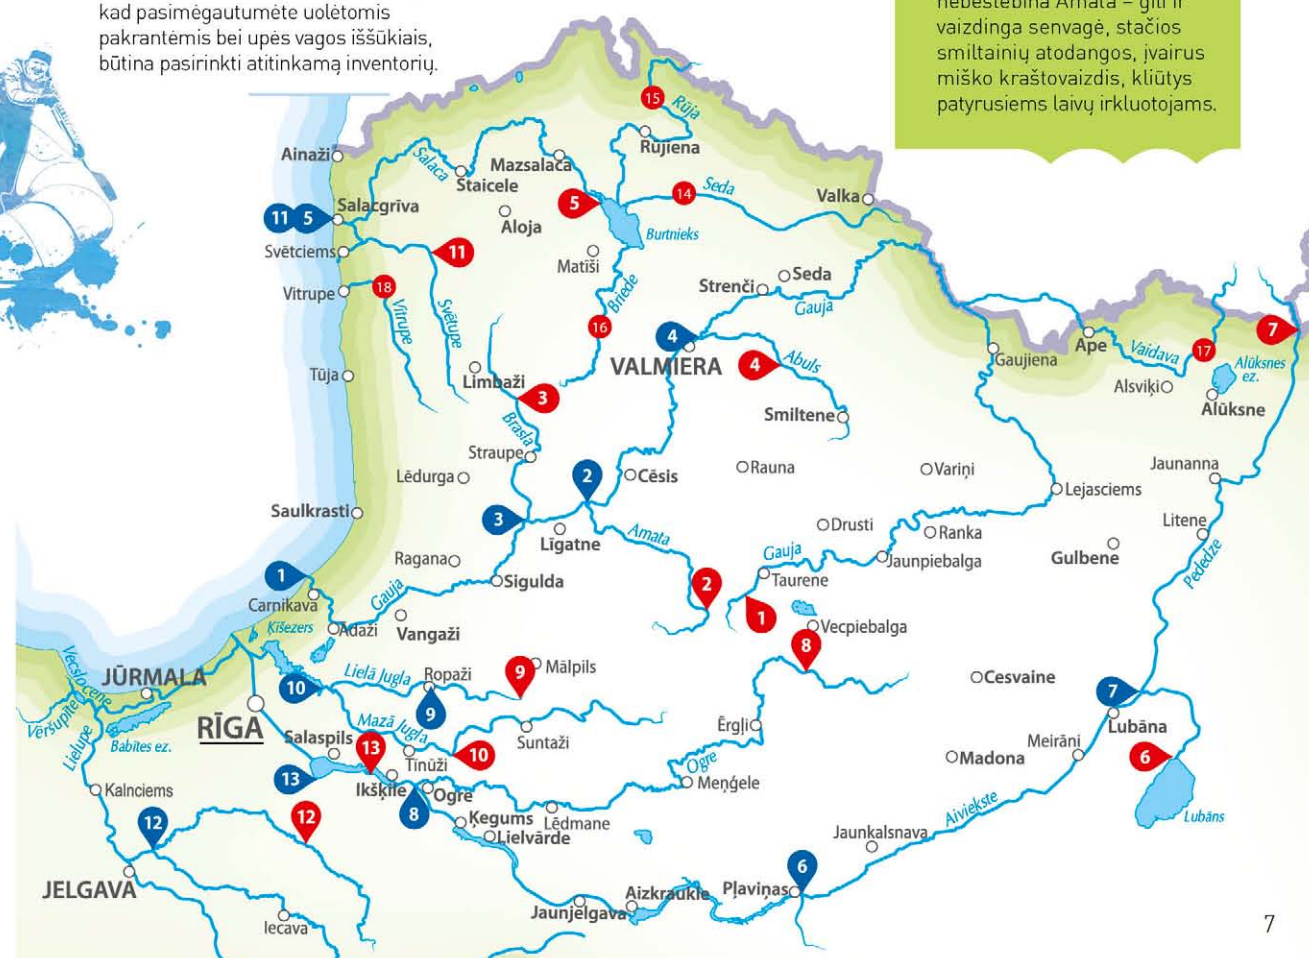 kad pasimėgautumėte uolėtomis
pakrantėmis bei upės vagos iššūkiais,
būtina pasirinkti atitinkamą inventorių.
vaizdinga senvagė, stačios
smiltainių atodangos, įvairus
miško kraštovaizdis, kliūtys
patyrusiems laivų irkluotojams.
15
Rūja
Rūjiena
Ainaži
Salaca
Mazsalaca
Staicele
14
Seda
Valka
5
Salacgrīva
11 5
Aloja
Burtnieks
Svētciems
11
Matīši
Seda
Strenči
Gauja
Vitrupe
18
Vitrupe
Svētupe
Briede
16
4
VALMIERA
4
Abuls
Gaujiena
Ape
Vaidava
17
7
Alūksnes
ez.
Alsviķi
Alūksne
Tūja
Limbaži
3
Brasla
Smiltene
Straupe
Lēdurga
2
Cēsis
Rauna
Variņi
Jaunanna
Lejasciems
Saulkrasti
3
Līgatne
Amata
Drusti
Ranka
Litene
Gulbene
Ragana
Sigulda
Gauja
Jaunpiebalga
Taurene
Pededze
1
Carnikava
Gauja
2
1
Ķīšezers
Ādaži
Vangaži
Vecpiebalga
8
Vecslocene
JŪRMALA
Lielā Jugla
Ropaži
9
Mālpils
Cesvaine
10
9
7
Lubāna
Vēršupīte
RĪGA
Mazā Jugla
Ērgļi
Lielupe
Babītes ez.
Salaspils
13
Tīnūži
10
Suntaži
Ogre
Meņģele
Madona
Meirāni
6
Kalnciems
13
Ikšķile
8
Ogre
Aiviekste
Lubāns
12
12
Ķegums
Lēdmane
Lielvārde
Jaunkalsnava
6
JELGAVA
Iecava
Jaunjelgava
Aizkraukle
Pļaviņas
7